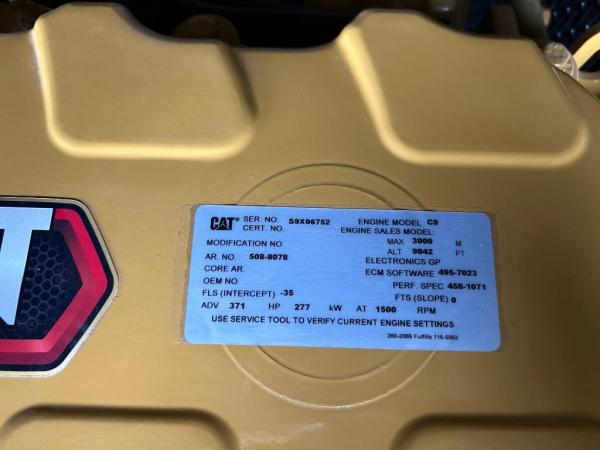 CAT® SER. NO. S9X06752 ENGINE MODEL C9
CERT. NO. ENGINE SALES MODEL
MODIFICATION NO MAX 3000 M
AR. NO. 508-8078 ALT 9842 FT
CORE AR ELECTRONICS GP
OEM NO ECM SOFTWARE 495-7023
FLS (INTERCEPT) -35 PERF. SPEC 458-1071
FTS (SLOPE) 0
ADV 371 HP 277 kW AT 1500 RPM
USE SERVICE TOOL TO VERIFY CURRENT ENGINE SETTINGS
T